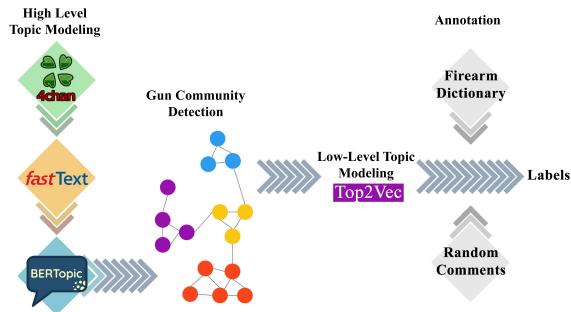 High Level
Topic Modeling
4chan
fastText
BERTopic
Gun Community
Detection
Low-Level Topic
Modeling
Top2Vec
Annotation
Firearm
Dictionary
Labels
Random
Comments